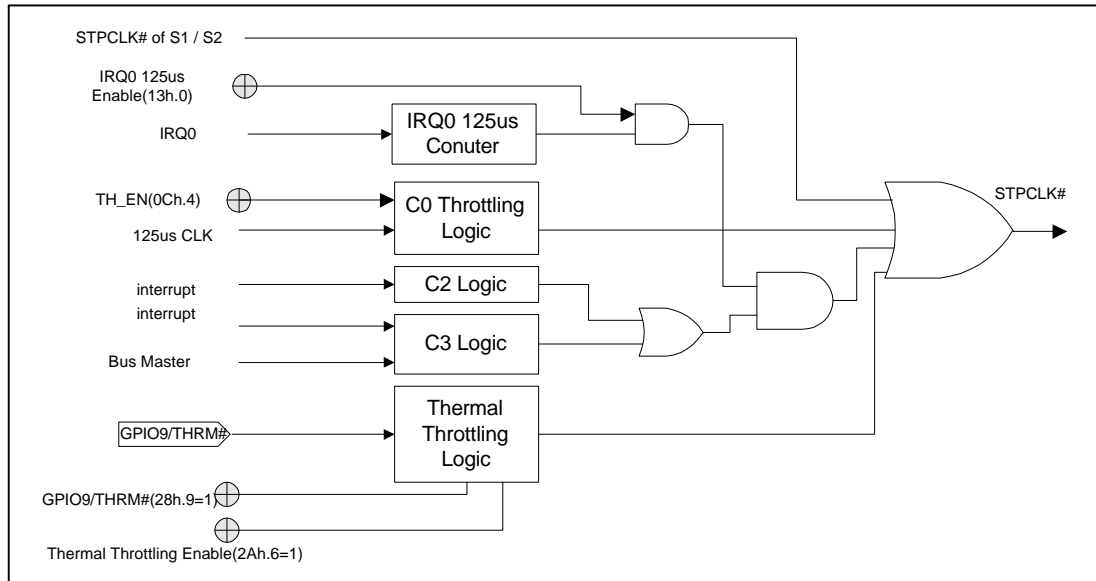 STPCLK# of S1 / S2
IRQ0 125us
Enable(13h.0)
IRQ0
IRQ0 125us
Conuter
TH_EN(0Ch.4)
125us CLK
C0 Throttling
Logic
STPCLK#
interrupt
C2 Logic
interrupt
Bus Master
C3 Logic
GPIO9/THRM#
Thermal
Throttling
Logic
GPIO9/THRM#(28h.9=1)
Thermal Throttling Enable(2Ah.6=1)